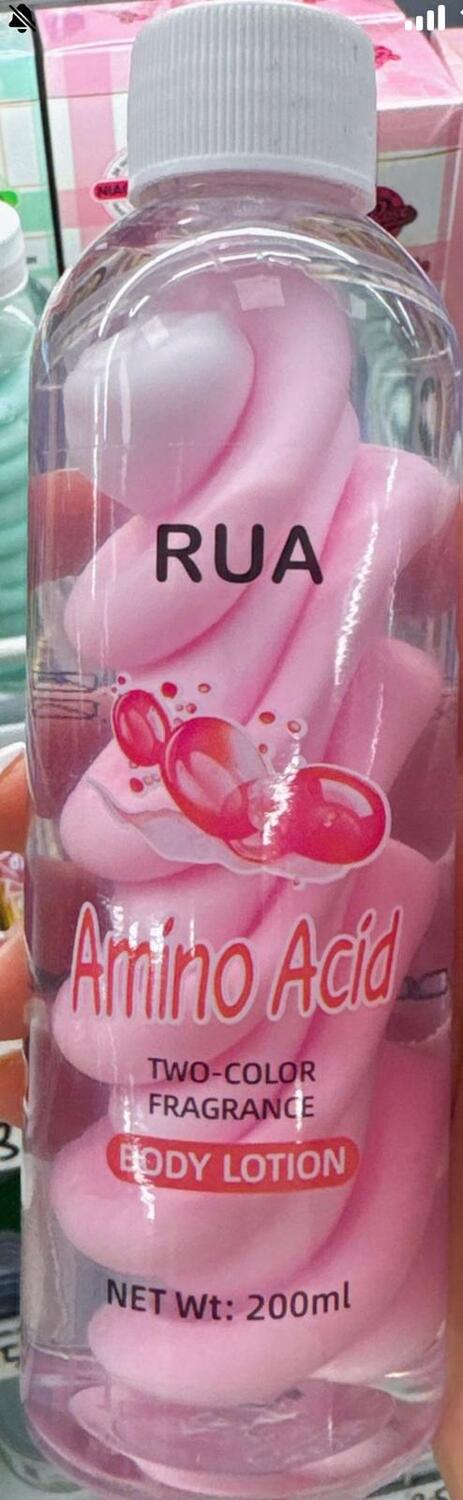 RUA
Amino Acid
TWO-COLOR
FRAGRANCE
BODY LOTION
NET Wt: 200ml